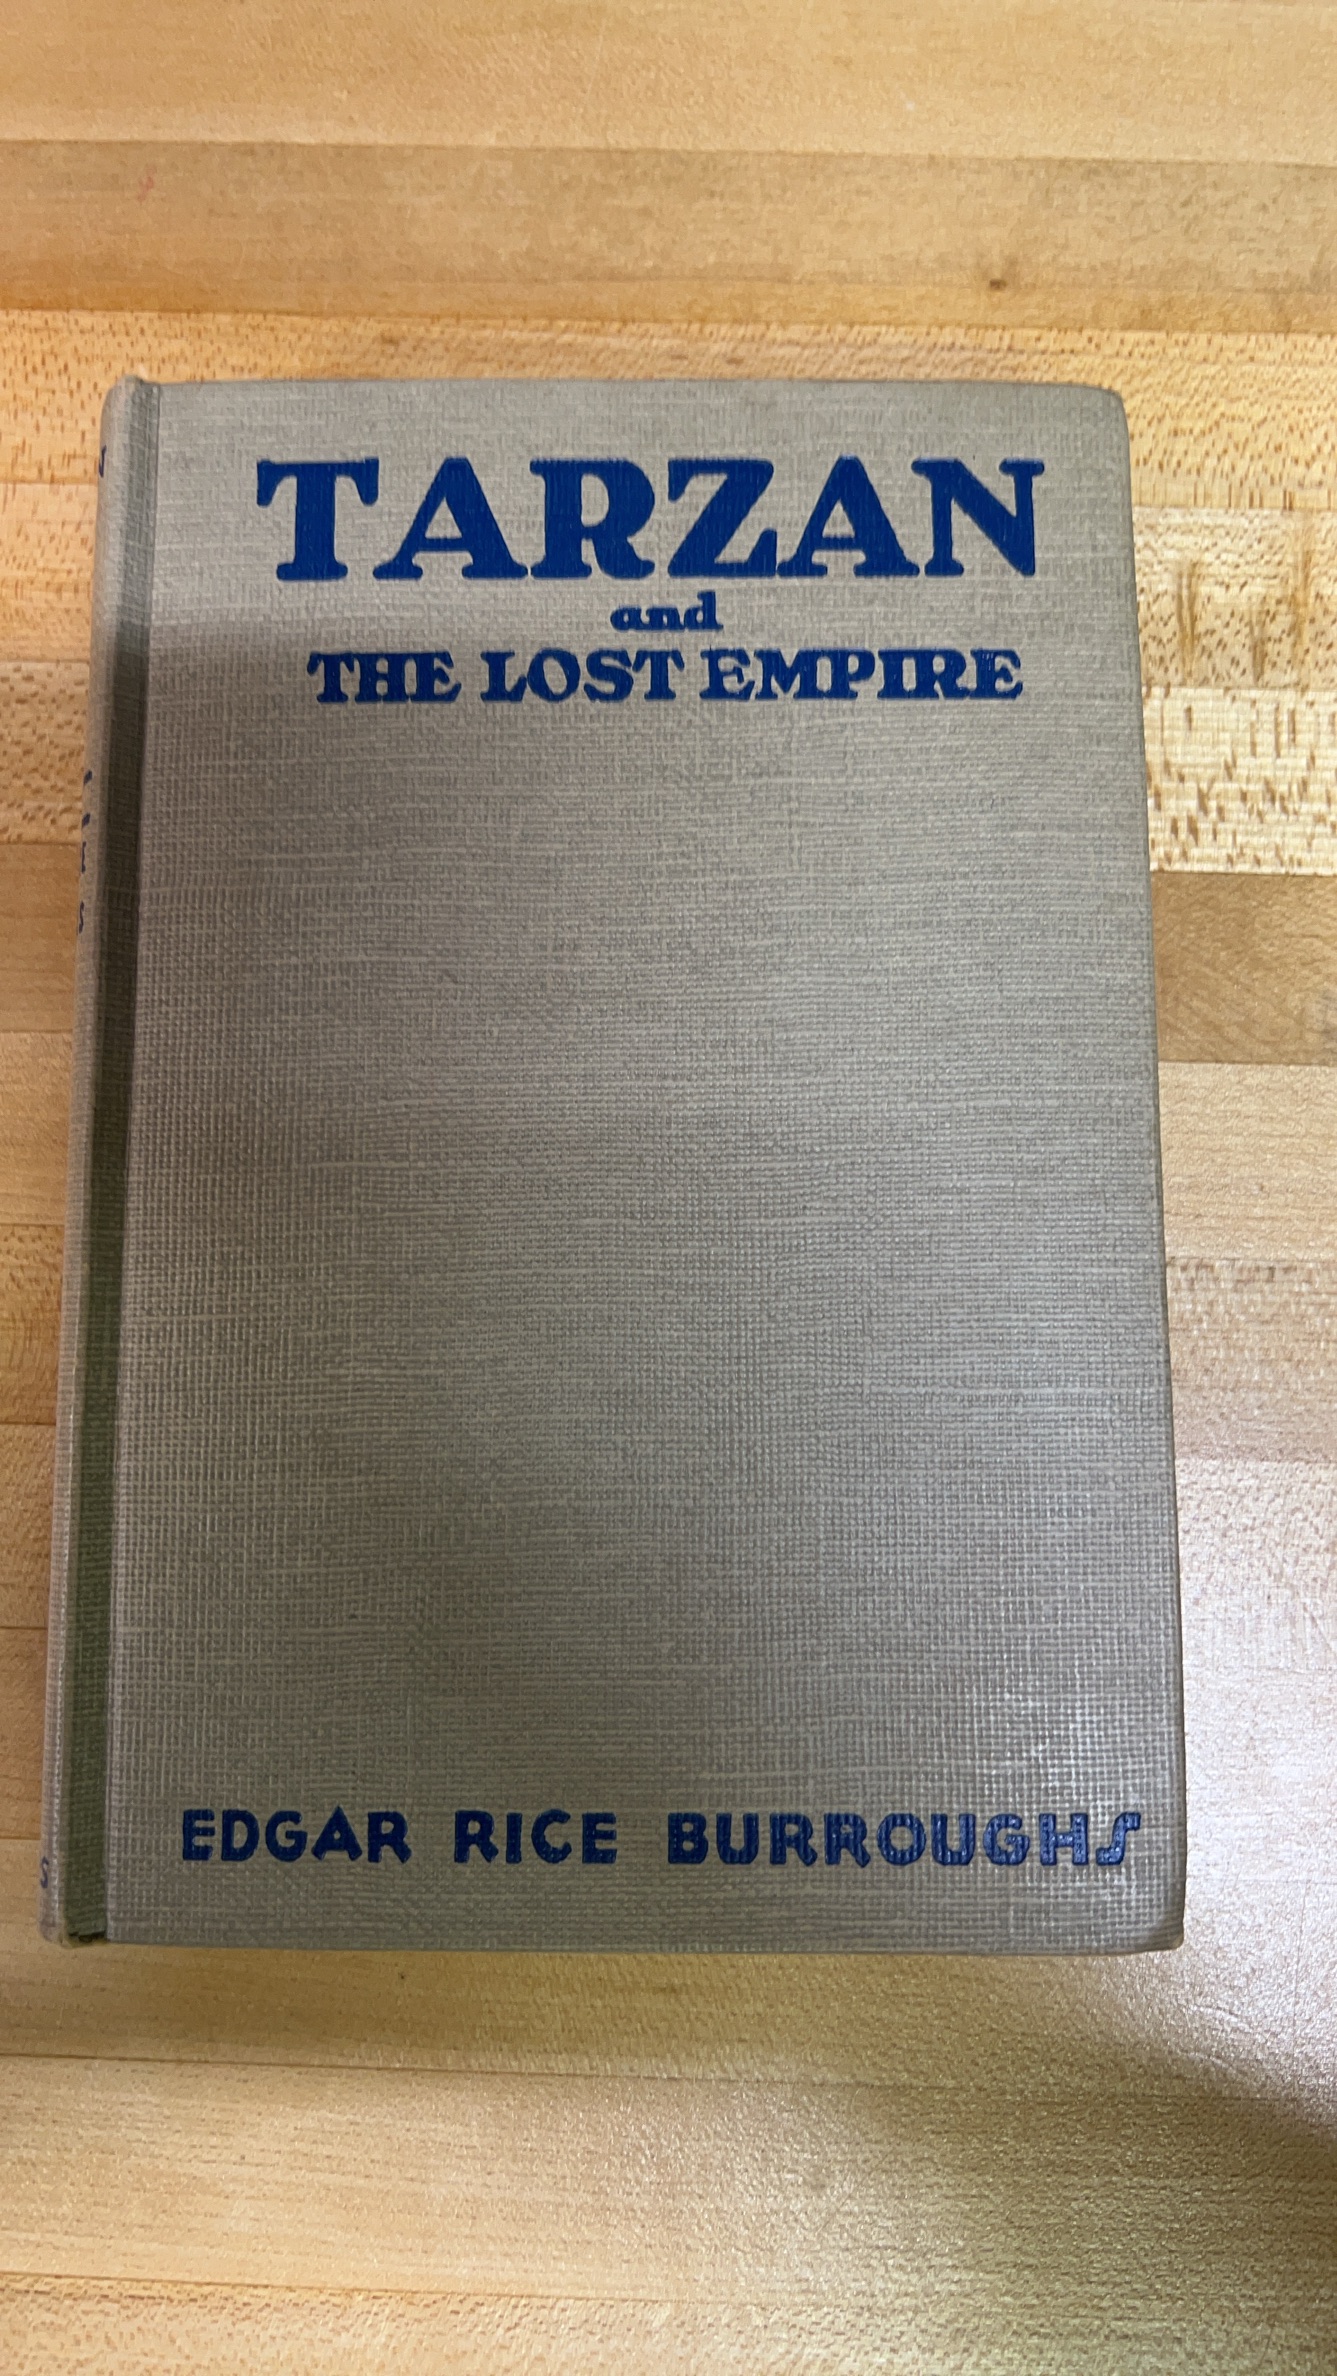 TARZAN
and
THE LOST EMPIRE
EDGAR RICE BURROUGHS